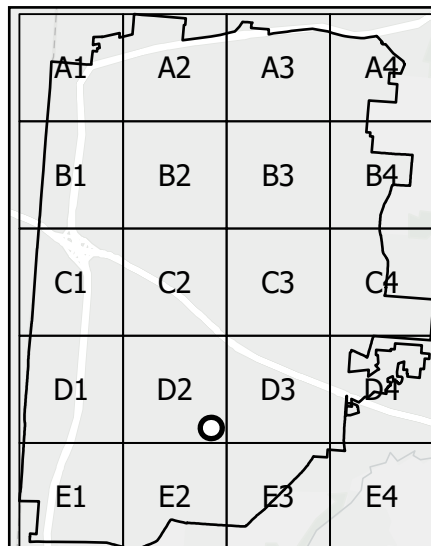 A1 A2 A3 A4
B1 B2 B3 B4
C1 C2 C3 C4
D1 D2 D3 D4
E1 E2 E3 E4